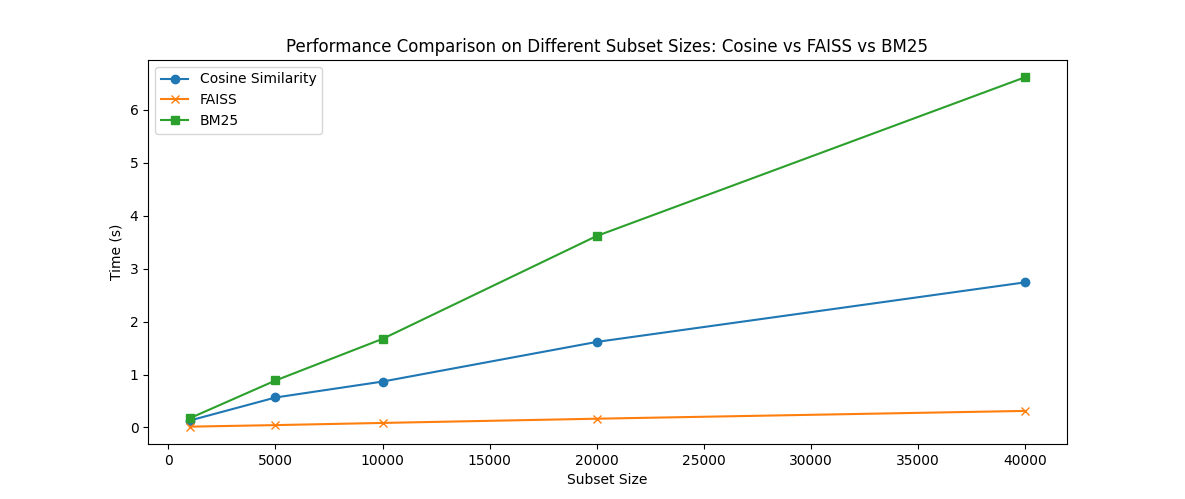 Performance Comparison on Different Subset Sizes: Cosine vs FAISS vs BM25
Cosine Similarity
FAISS
BM25
Time (s)
6
5
4
3
2
1
0
0 5000 10000 15000 20000 25000 30000 35000 40000
Subset Size